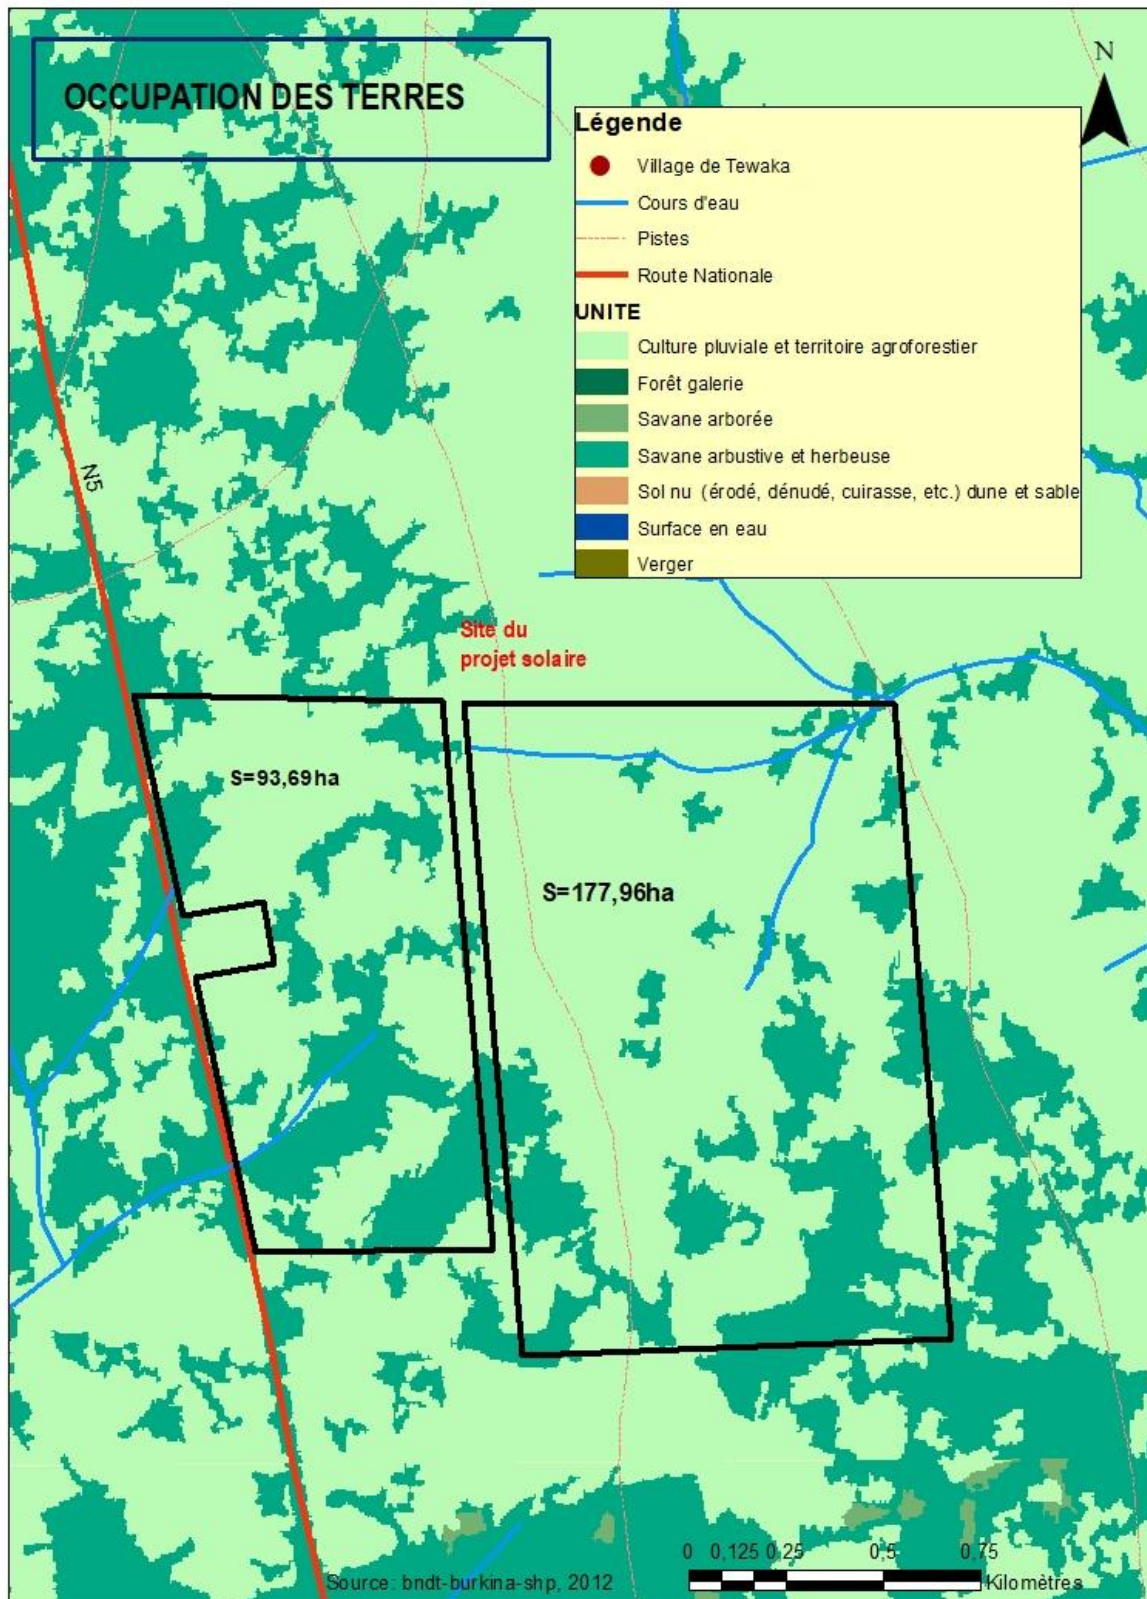 OCCUPATION DES TERRES
N
Légende
Village de Tewaka
Cours d'eau
Pistes
Route Nationale
UNITE
Culture pluviale et territoire agroforestier
Forêt galerie
Savane arborée
Savane arbustive et herbeuse
Sol nu (érodé, dénudé, cuirasse, etc.) dune et sable
Surface en eau
Verger
N5
Site du
projet solaire
S=93,69ha
S=177,96ha
0 0,125 0,25 0,5 0,75
Kilomètres
Source: bndt-burkina-shp, 2012